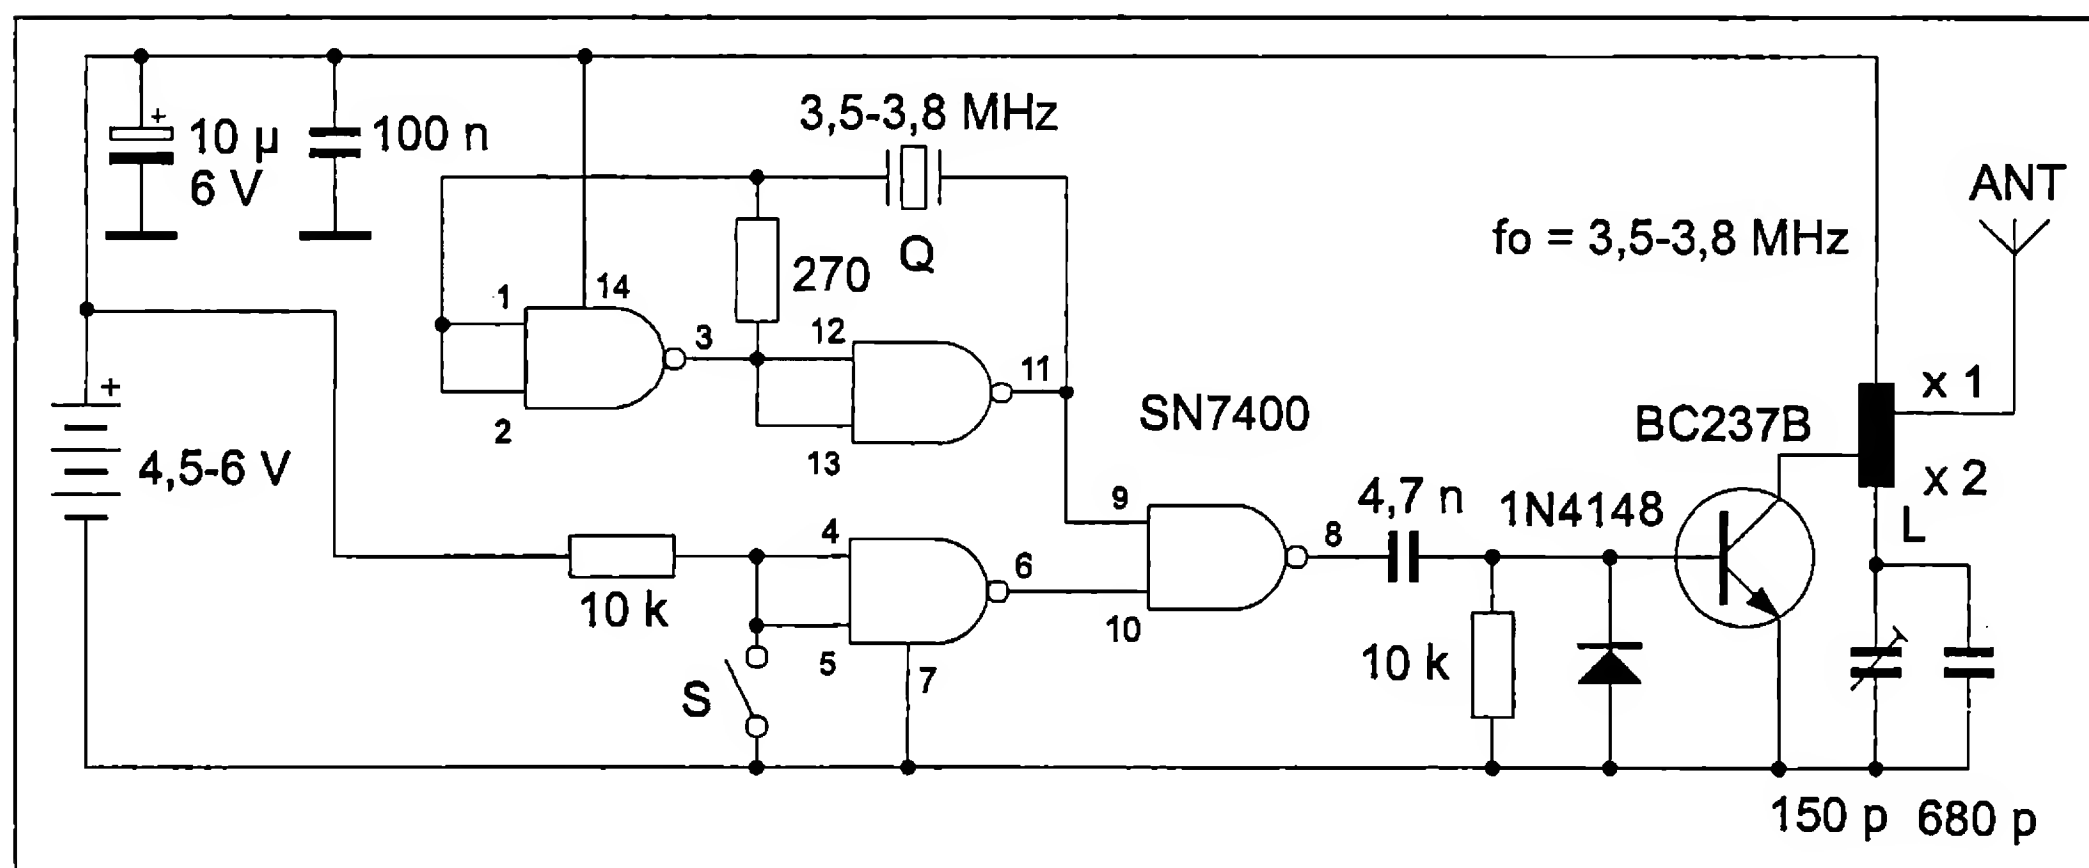 +
10 µ
6 V
100 n
3,5-3,8 MHz
Q
270
fo = 3,5-3,8 MHz
ANT
1
2
14
3
12
13
11
+
4,5-6 V
SN7400
BC237B
x 1
x 2
L
10 k
S
4
5
6
7
9
10
8
4,7 n
1N4148
10 k
150 p
680 p